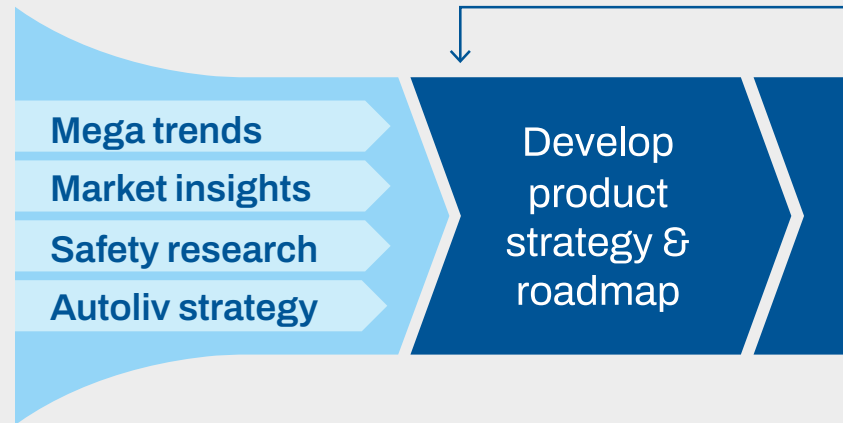 Mega trends
Market insights
Safety research
Autoliv strategy
Develop
product
strategy &
roadmap